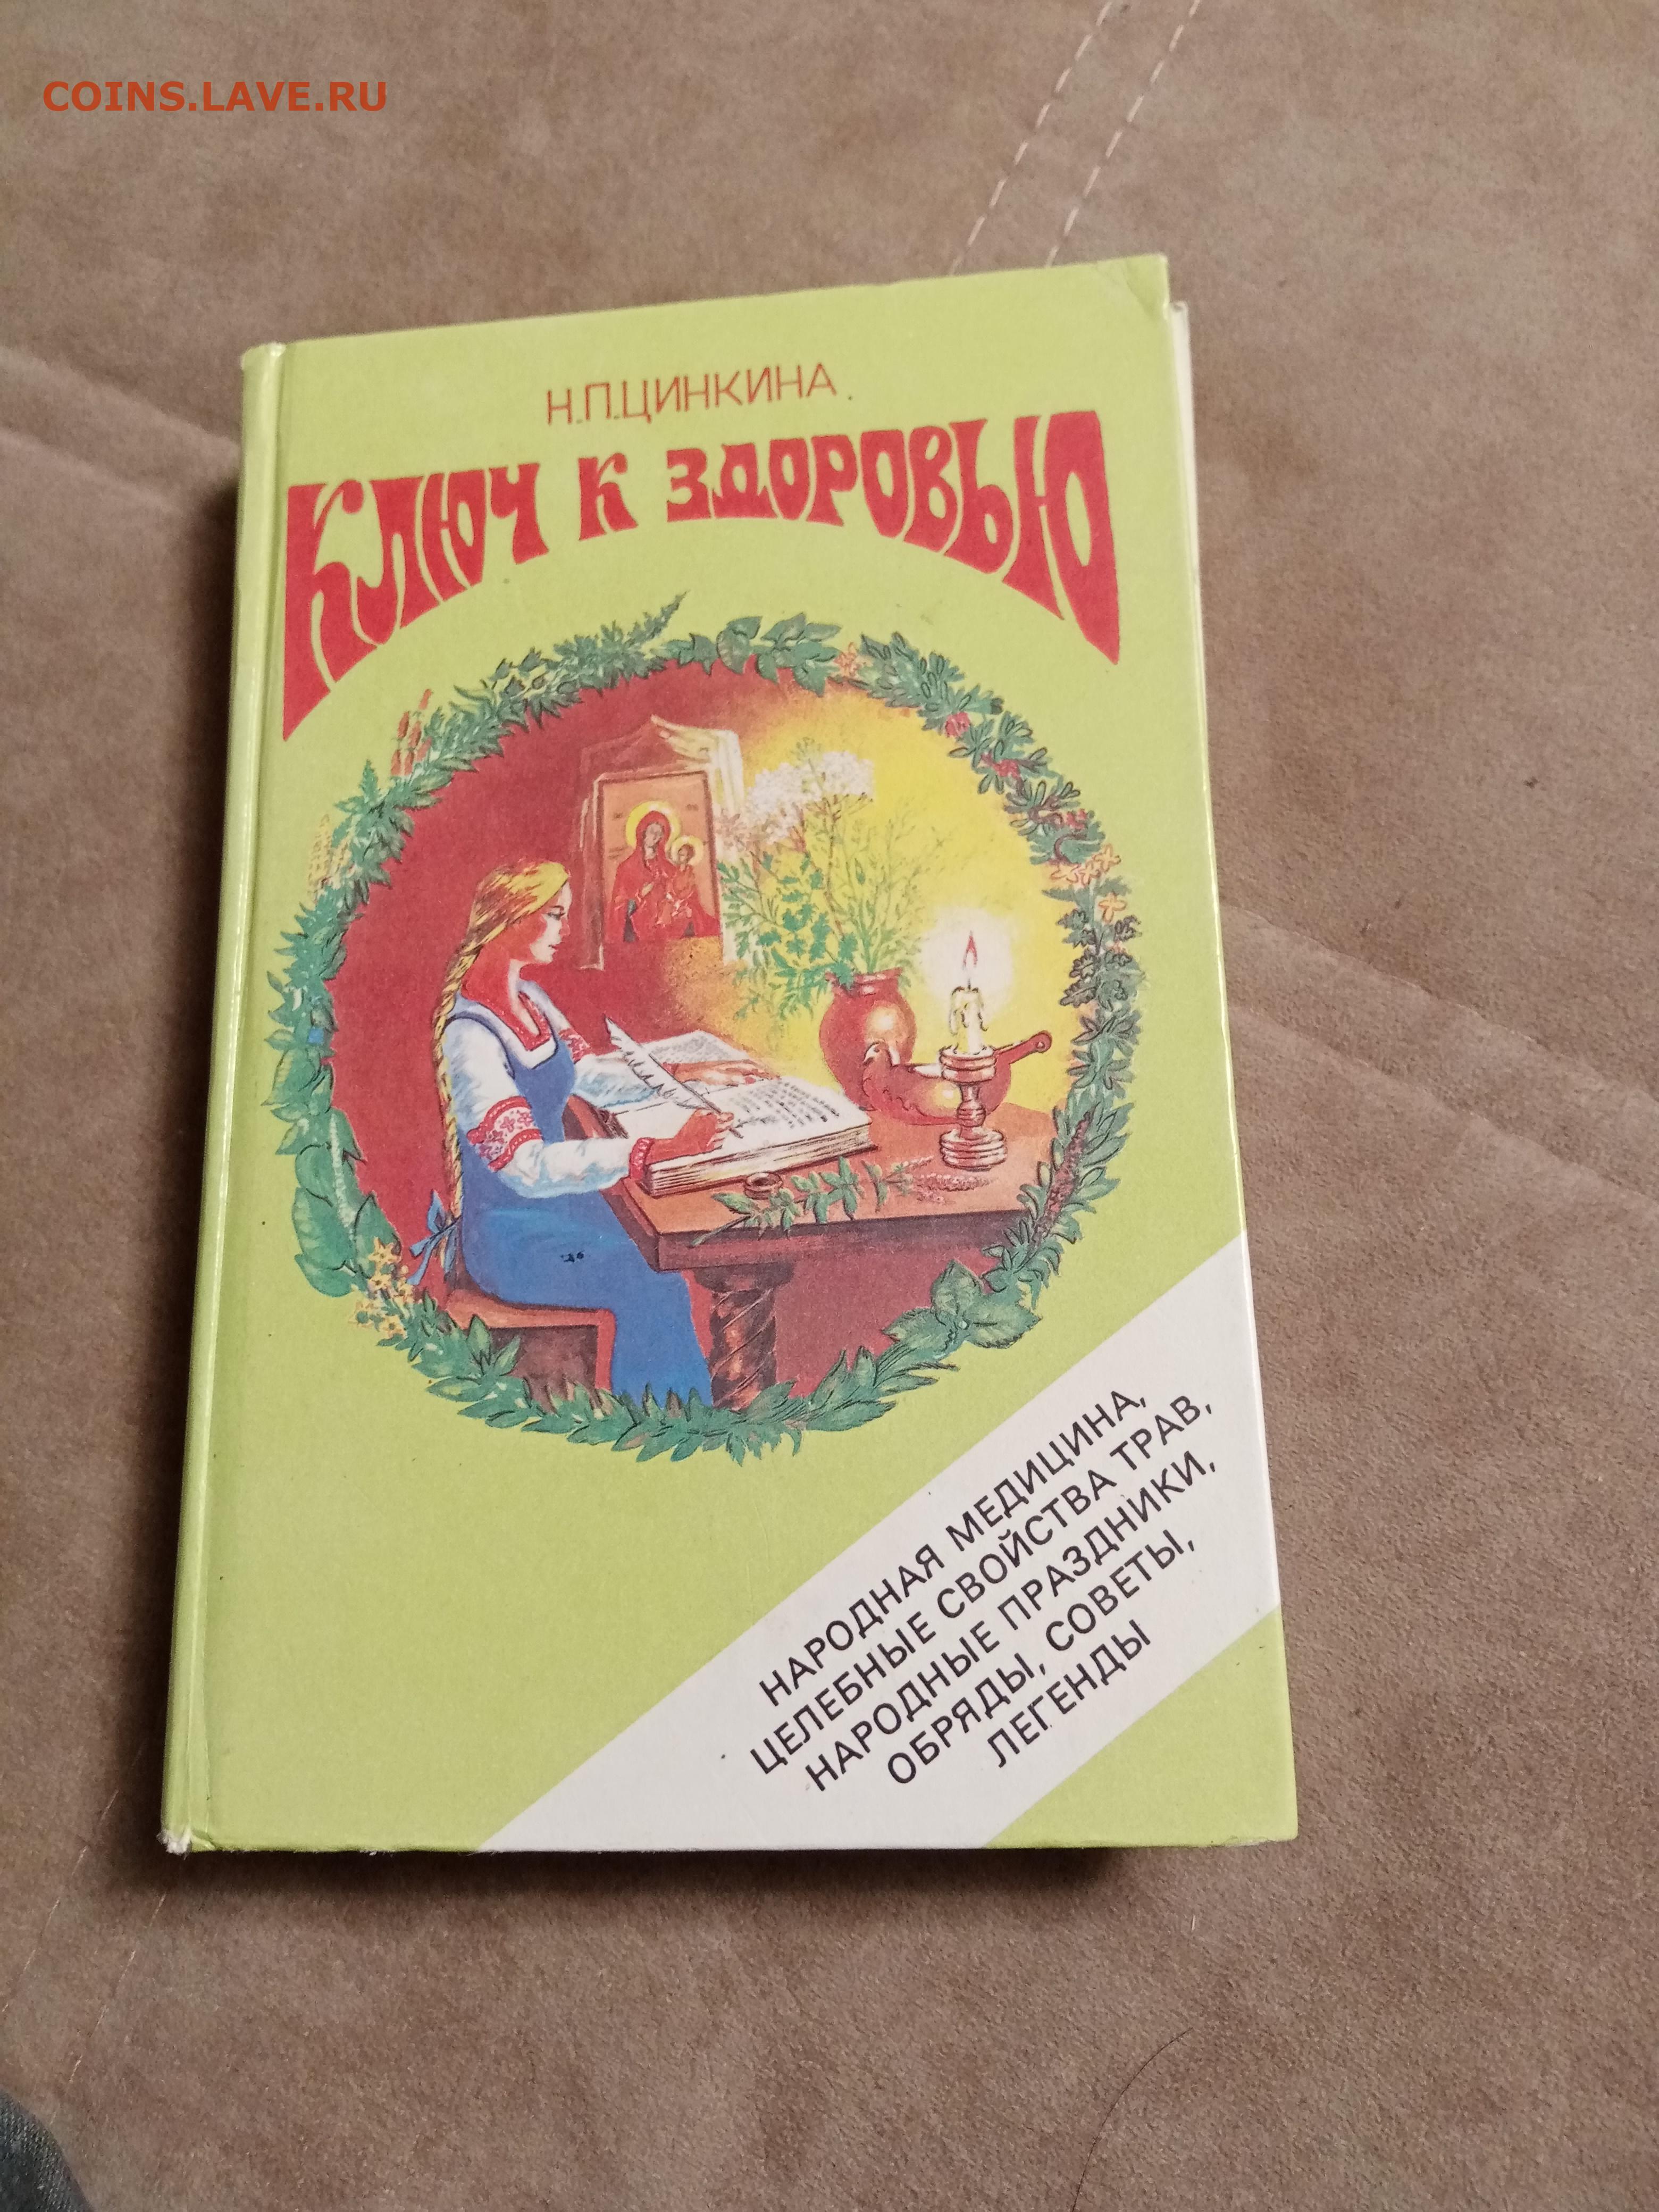 COINS.LAVE.RU
Н.П.ЦИНКИНА
КЛЮЧ К ЗДОРОВЬЮ
НАРОДНАЯ МЕДИЦИНА,
ЦЕЛЕБНЫЕ СВОЙСТВА ТРАВ,
НАРОДНЫЕ ПРАЗДНИКИ,
ОБРЯДЫ, СОВЕТЫ,
ЛЕГЕНДЫ